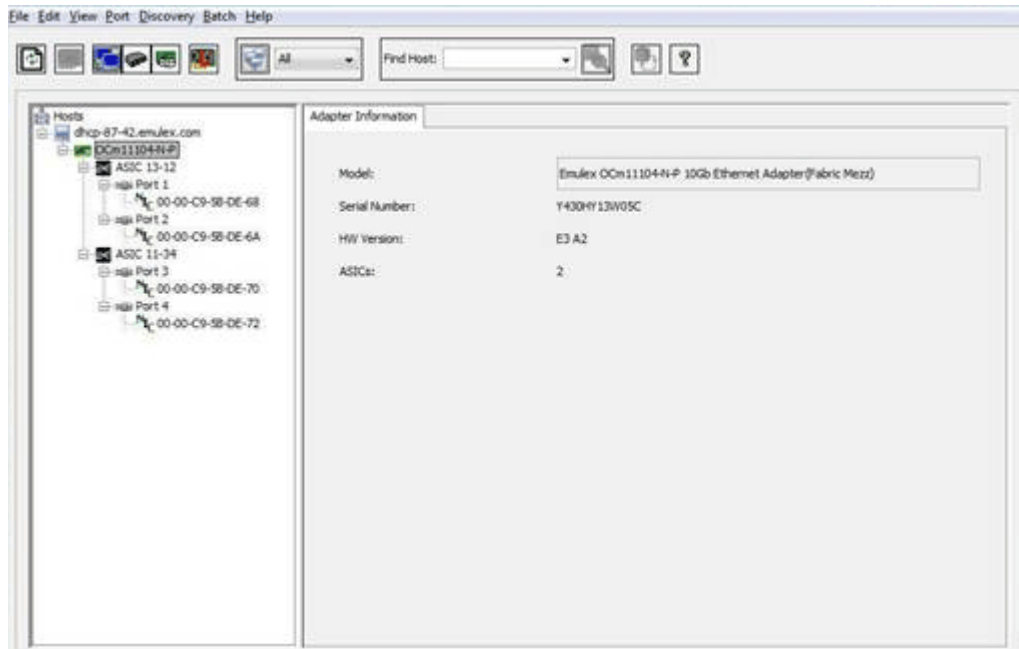 File Edit View Port Discovery Batch Help
All Find Host:
Hosts
dhcp-87-42.emulex.com
OCm11104-N-P
ASIC 13-12
Port 1
00-00-C9-5B-DE-68
Port 2
00-00-C9-5B-DE-6A
ASIC 11-34
Port 3
00-00-C9-5B-DE-70
Port 4
00-00-C9-5B-DE-72
Adapter Information
Model: Emulex OCm11104-N-P 10Gb Ethernet Adapter(Fabric Mezz)
Serial Number: Y430HY13W05C
HW Version: E3 A2
ASICs: 2